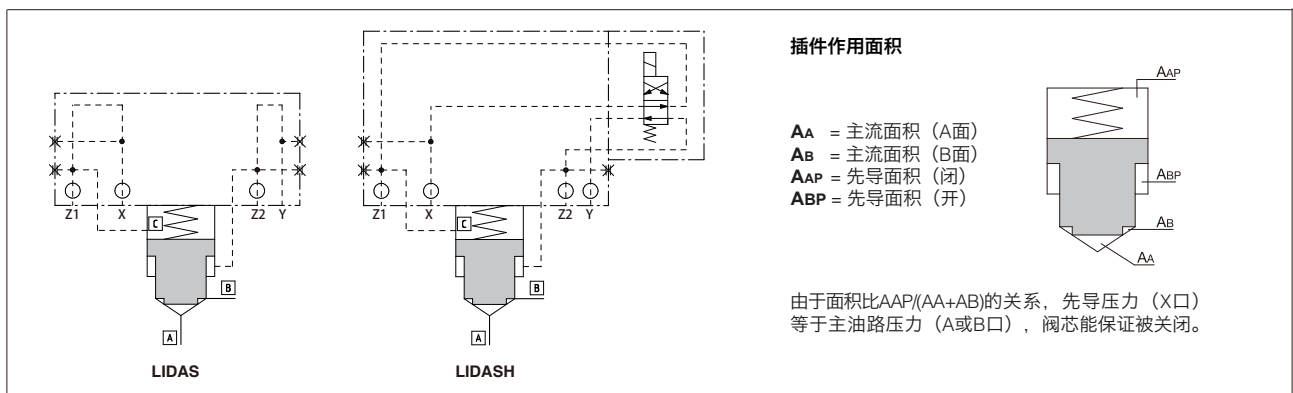 Z1
X
Z2
Y
C
B
A
LIDAS
Z1
X
Z2
Y
C
B
A
LIDASH
插件作用面积
AA = 主流面积（A面）
AB = 主流面积（B面）
AAP = 先导面积（闭）
ABP = 先导面积（开）
AAP
ABP
AB
AA
由于面积比AAP/(AA+AB)的关系，先导压力（X口）
等于主油路压力（A或B口），阀芯能保证被关闭。